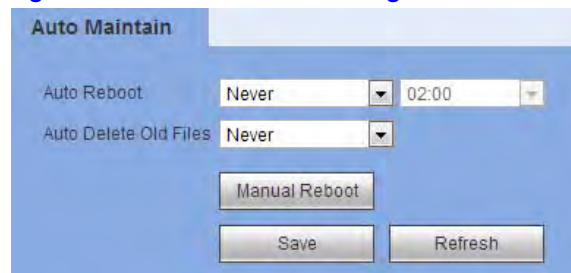 Auto Maintain
Auto Reboot Never 02:00
Auto Delete Old Files Never
Manual Reboot
Save Refresh